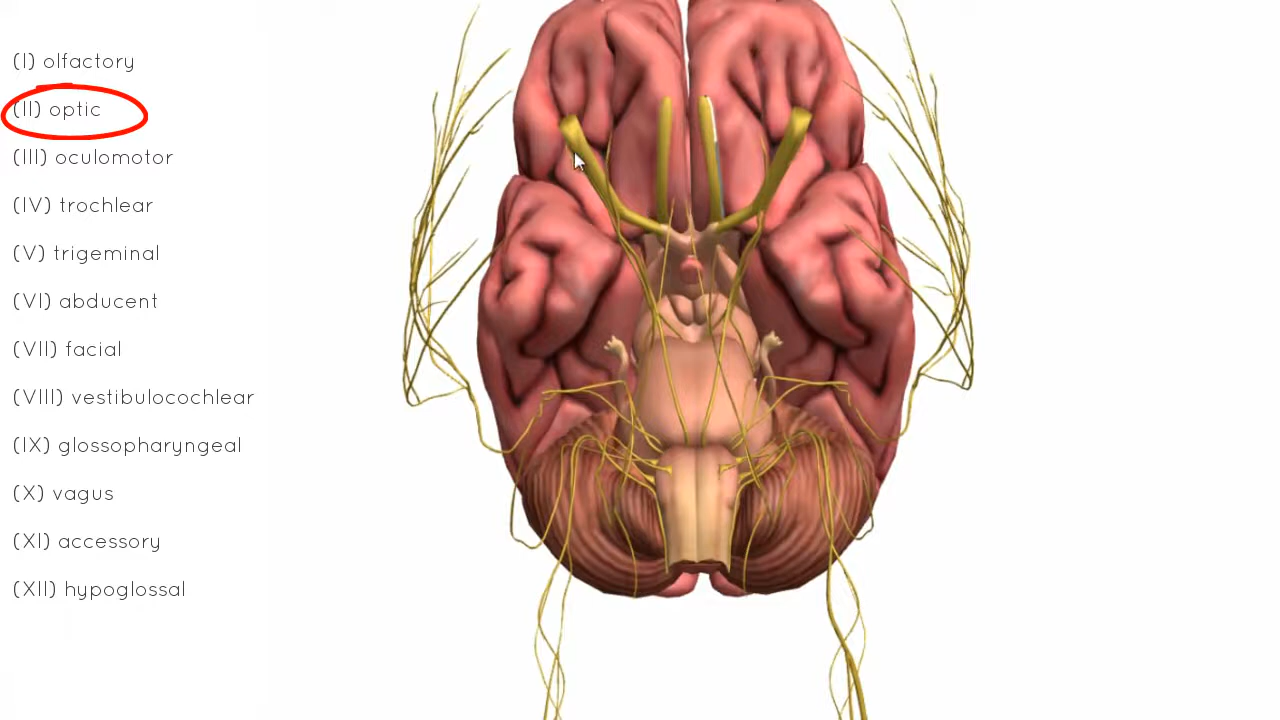 (I) olfactory
(II) optic
(III) oculomotor
(IV) trochlear
(V) trigeminal
(VI) abducent
(VII) facial
(VIII) vestibulocochlear
(IX) glossopharyngeal
(X) vagus
(XI) accessory
(XII) hypoglossal